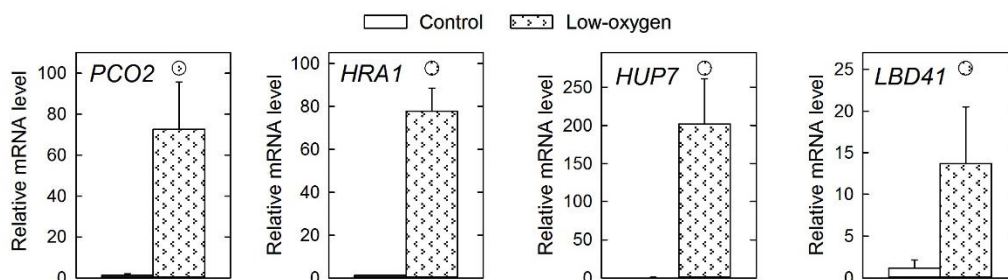 Control Low-oxygen
PCO2
HRA1
HUP7
LBD41
Relative mRNA level
100
80
60
40
20
0
Relative mRNA level
100
80
60
40
20
0
Relative mRNA level
250
200
150
100
50
0
Relative mRNA level
25
20
15
10
5
0